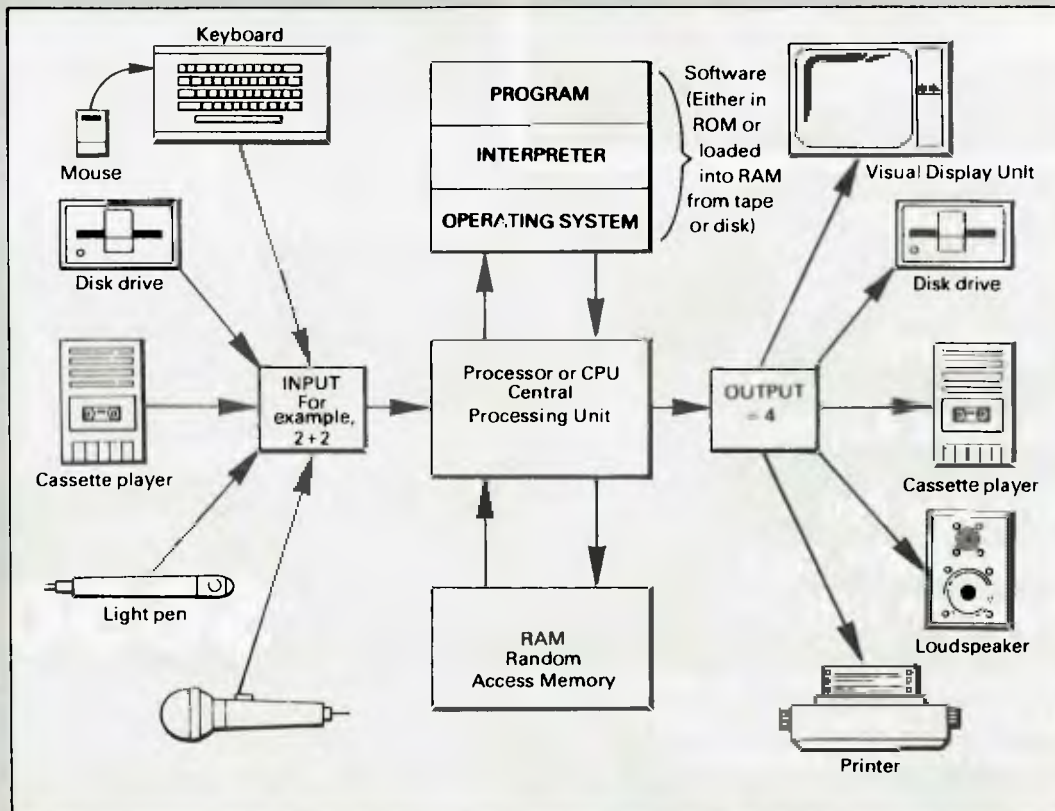 Keyboard
Mouse
Disk drive
Cassette player
Light pen
INPUT
For
example,
2+2
PROGRAM
INTERPRETER
OPERATING SYSTEM
Software
(Either in
ROM or
loaded
into RAM
from tape
or disk)
Processor or CPU
Central
Processing Unit
RAM
Random
Access Memory
OUTPUT
= 4
Visual Display Unit
Disk drive
Cassette player
Loudspeaker
Printer